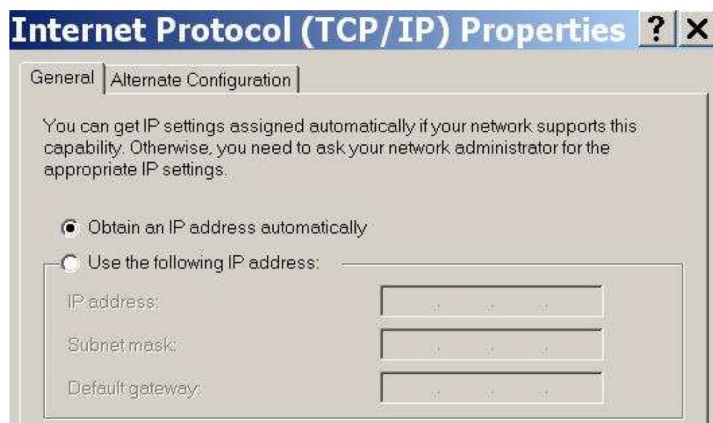 Internet Protocol (TCP/IP) Properties ? X
General Alternate Configuration
You can get IP settings assigned automatically if your network supports this
capability. Otherwise, you need to ask your network administrator for the
appropriate IP settings.
Obtain an IP address automatically
Use the following IP address:
IP address: . . .
Subnet mask: . . .
Default gateway: . . .